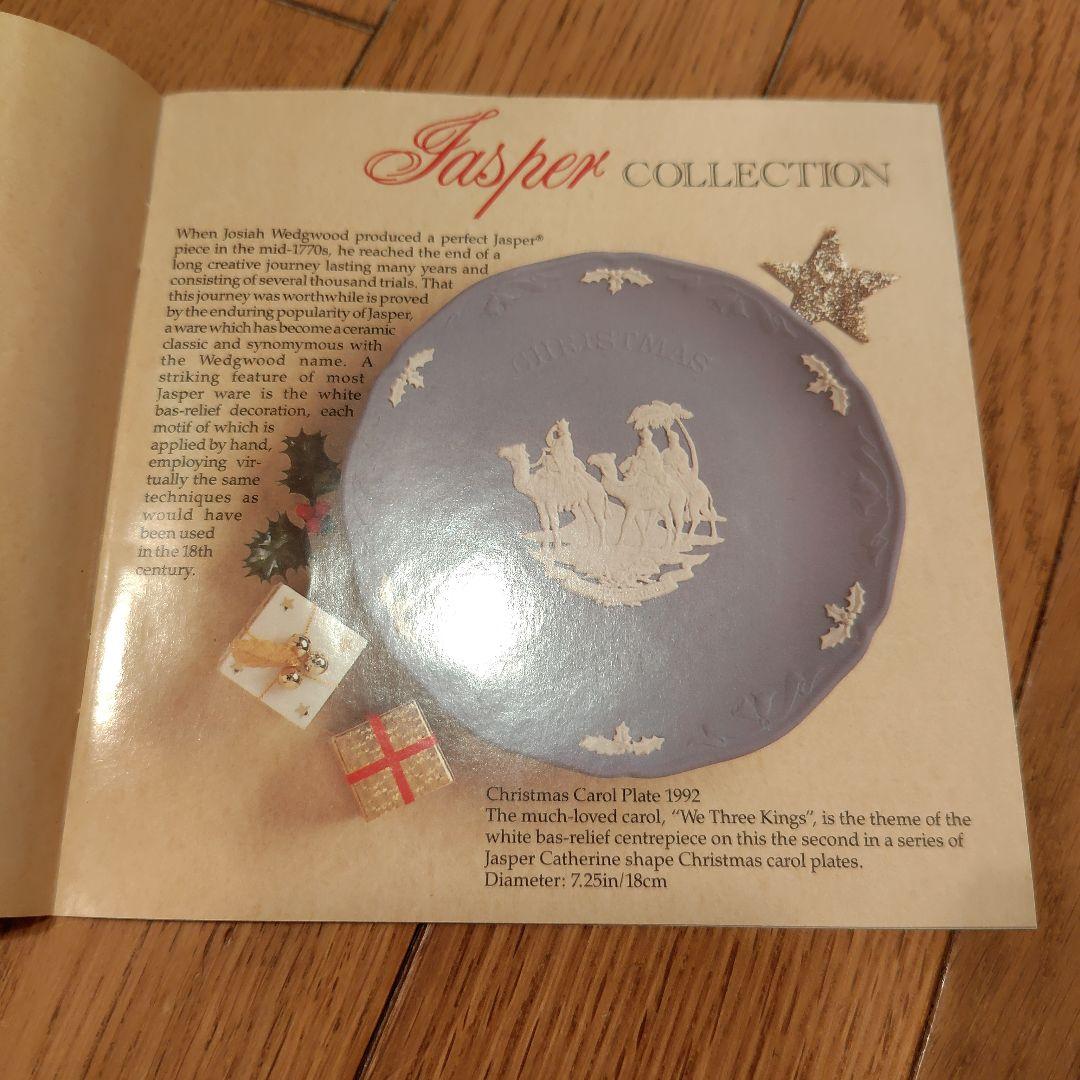 Jasper COLLECTION
When Josiah Wedgwood produced a perfect Jasper®
piece in the mid-1770s, he reached the end of a
long creative journey lasting many years and
consisting of several thousand trials. That
this journey was worthwhile is proved
by the enduring popularity of Jasper,
a ware which has become a ceramic
classic and synomymous with
the Wedgwood name. A
striking feature of most
Jasper ware is the white
bas-relief decoration, each
motif of which is
applied by hand,
employing vir-
tually the same
techniques as
would have
been used
in the 18th
century.
CHRISTMAS
Christmas Carol Plate 1992
The much-loved carol, "We Three Kings", is the theme of the
white bas-relief centrepiece on this the second in a series of
Jasper Catherine shape Christmas carol plates.
Diameter: 7.25in/18cm